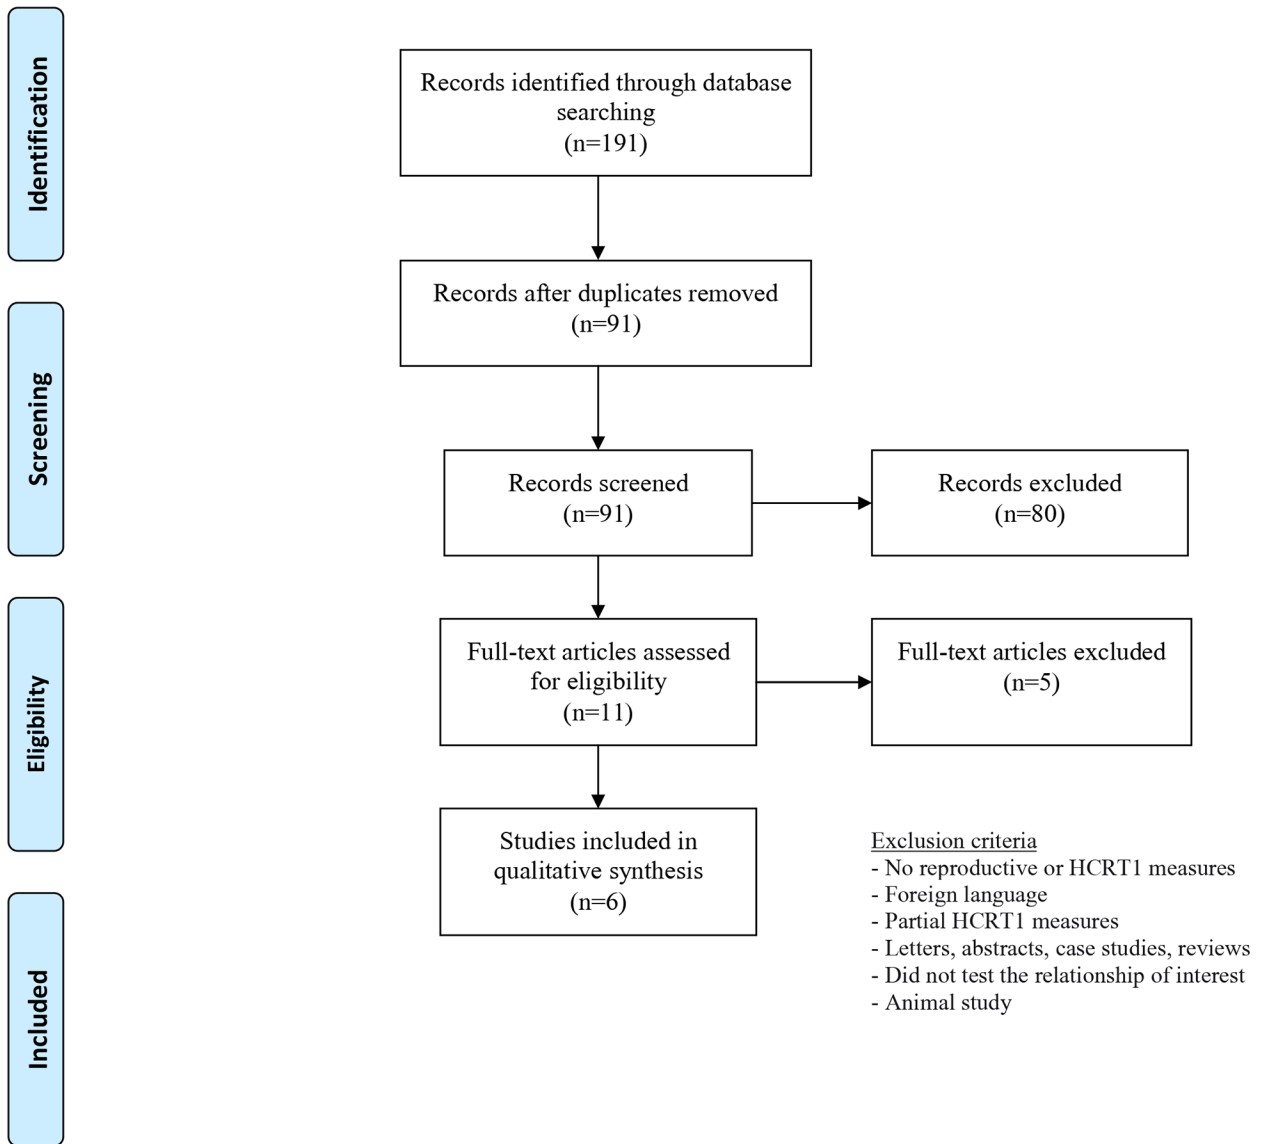 Identification
Records identified through database
searching
(n=191)
Records after duplicates removed
(n=91)
Screening
Records screened
(n=91)
Records excluded
(n=80)
Eligibility
Full-text articles assessed
for eligibility
(n=11)
Full-text articles excluded
(n=5)
Studies included in
qualitative synthesis
(n=6)
Exclusion criteria
- No reproductive or HCRT1 measures
- Foreign language
- Partial HCRT1 measures
- Letters, abstracts, case studies, reviews
- Did not test the relationship of interest
- Animal study
Included